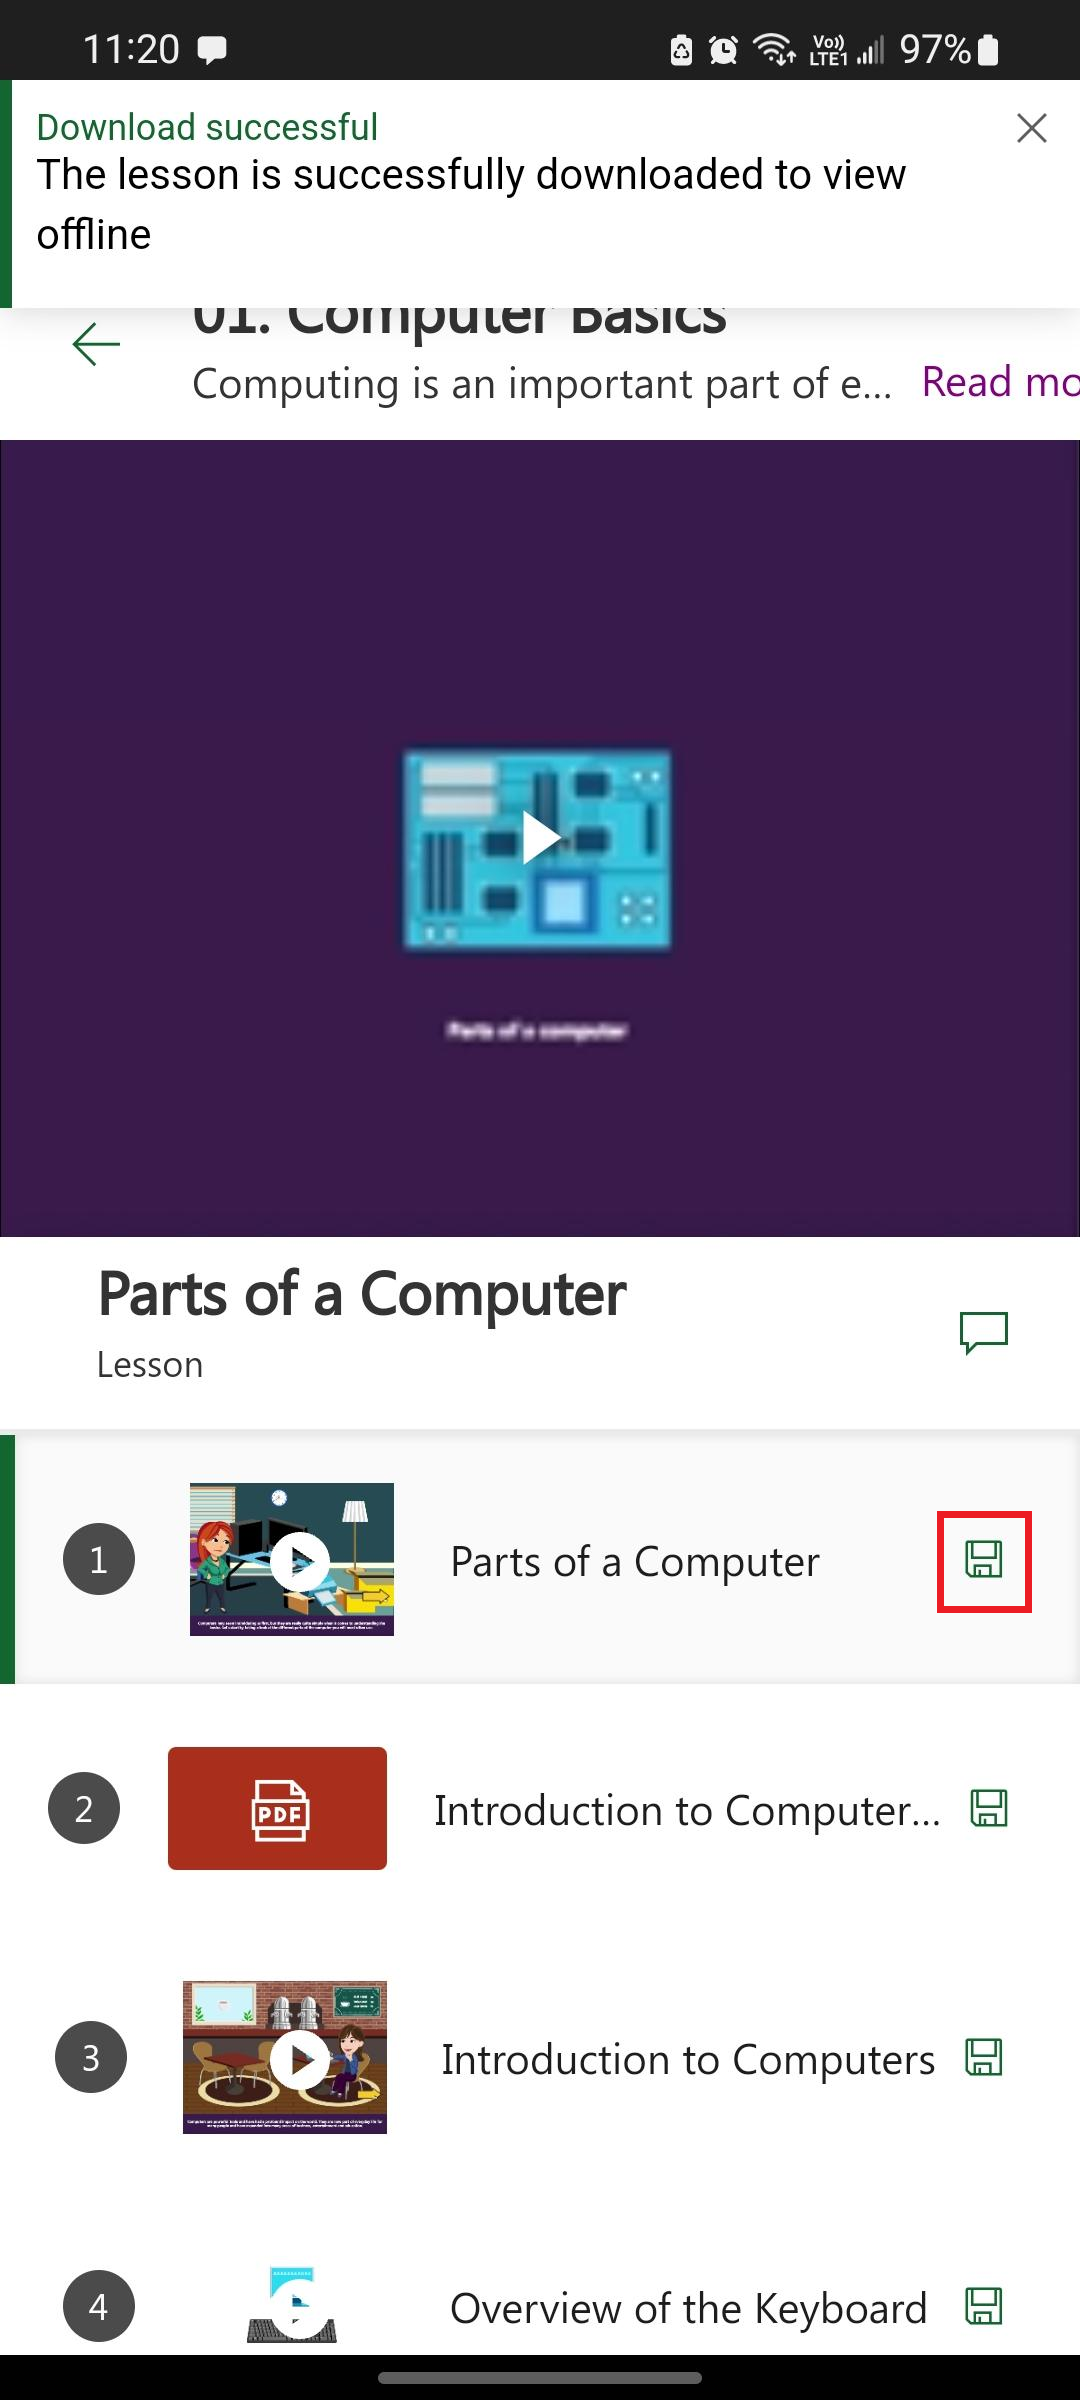 11:20
Vo))
LTE1
97%
Download successful
The lesson is successfully downloaded to view
offline
01. Computer Basics
Computing is an important part of e... Read mo
Parts of a computer
Parts of a Computer
Lesson
1
Parts of a Computer
2
PDF
Introduction to Computer...
3
Introduction to Computers
4
Overview of the Keyboard